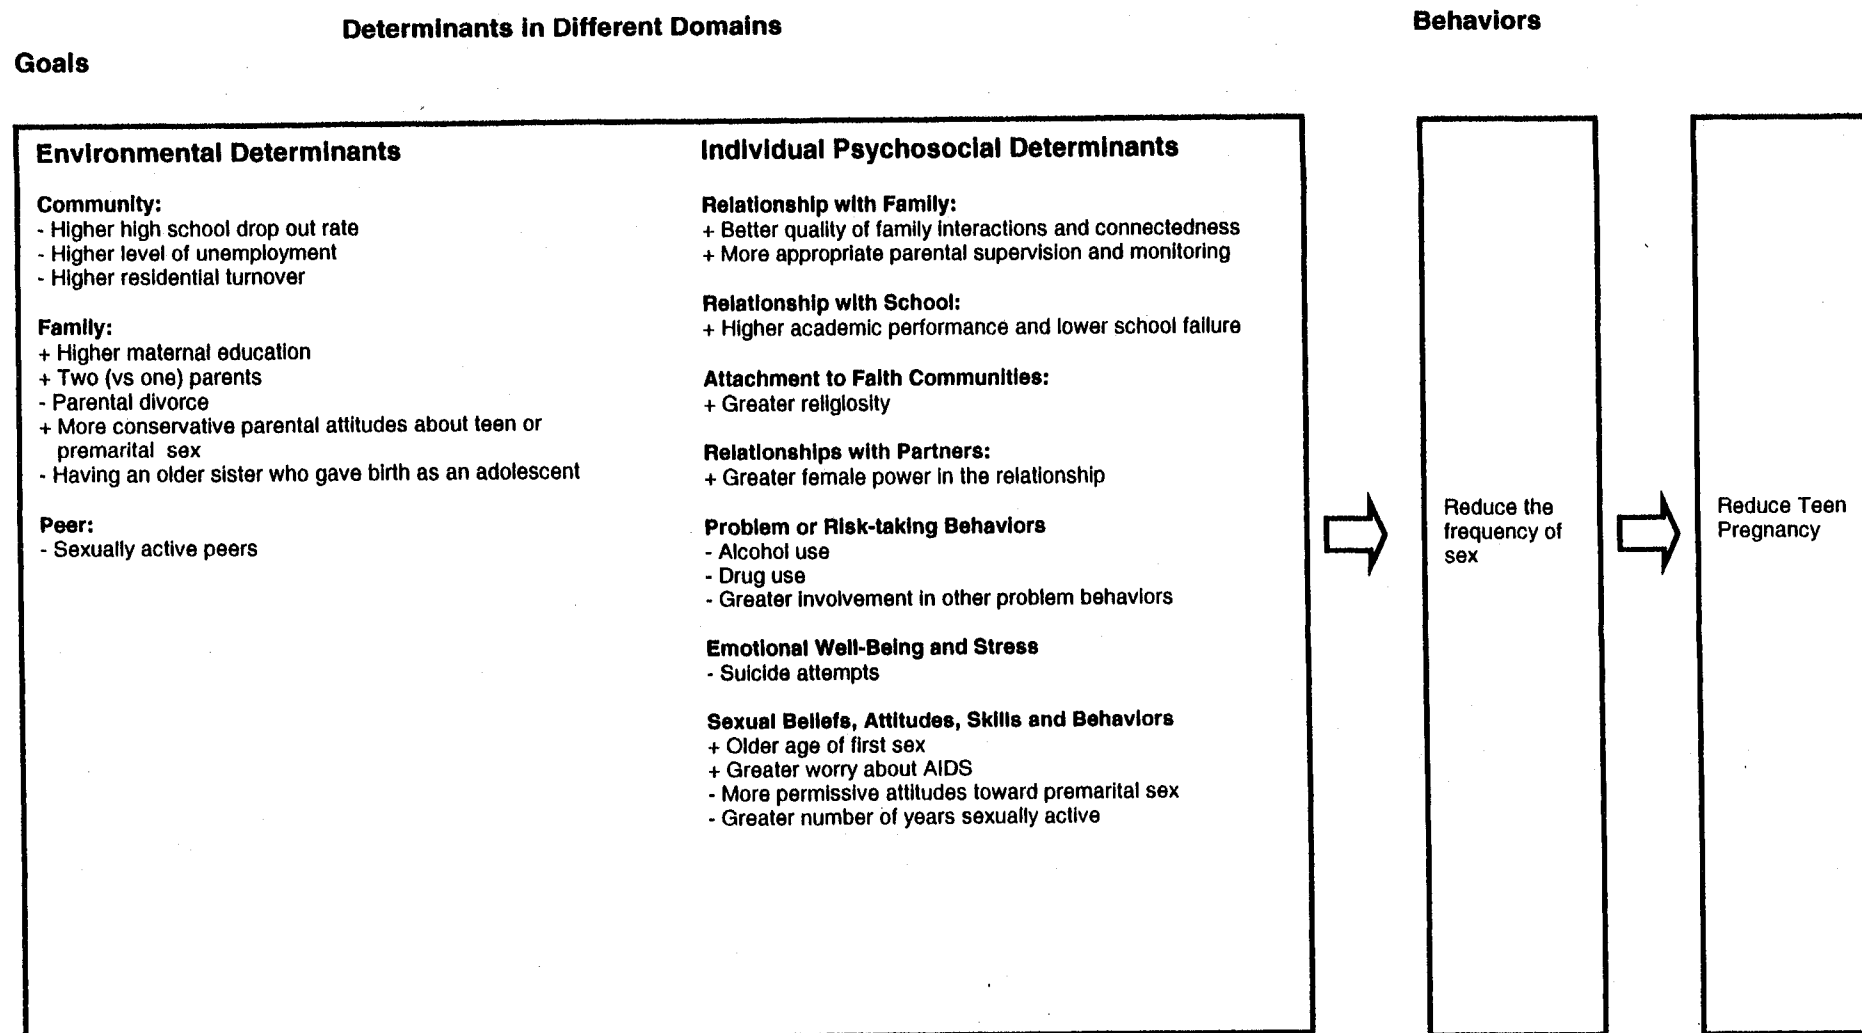 Determinants in Different Domains
Behaviors
Goals
Environmental Determinants
Community:
- Higher high school drop out rate
- Higher level of unemployment
- Higher residential turnover
Family:
+ Higher maternal education
+ Two (vs one) parents
- Parental divorce
+ More conservative parental attitudes about teen or
premarital sex
- Having an older sister who gave birth as an adolescent
Peer:
- Sexually active peers
Individual Psychosocial Determinants
Relationship with Family:
+ Better quality of family interactions and connectedness
+ More appropriate parental supervision and monitoring
Relationship with School:
+ Higher academic performance and lower school failure
Attachment to Faith Communities:
+ Greater religiosity
Relationships with Partners:
+ Greater female power in the relationship
Problem or Risk-taking Behaviors
- Alcohol use
- Drug use
- Greater involvement in other problem behaviors
Emotional Well-Being and Stress
- Suicide attempts
Sexual Beliefs, Attitudes, Skills and Behaviors
+ Older age of first sex
+ Greater worry about AIDS
- More permissive attitudes toward premarital sex
- Greater number of years sexually active
Reduce the
frequency of
sex
Reduce Teen
Pregnancy